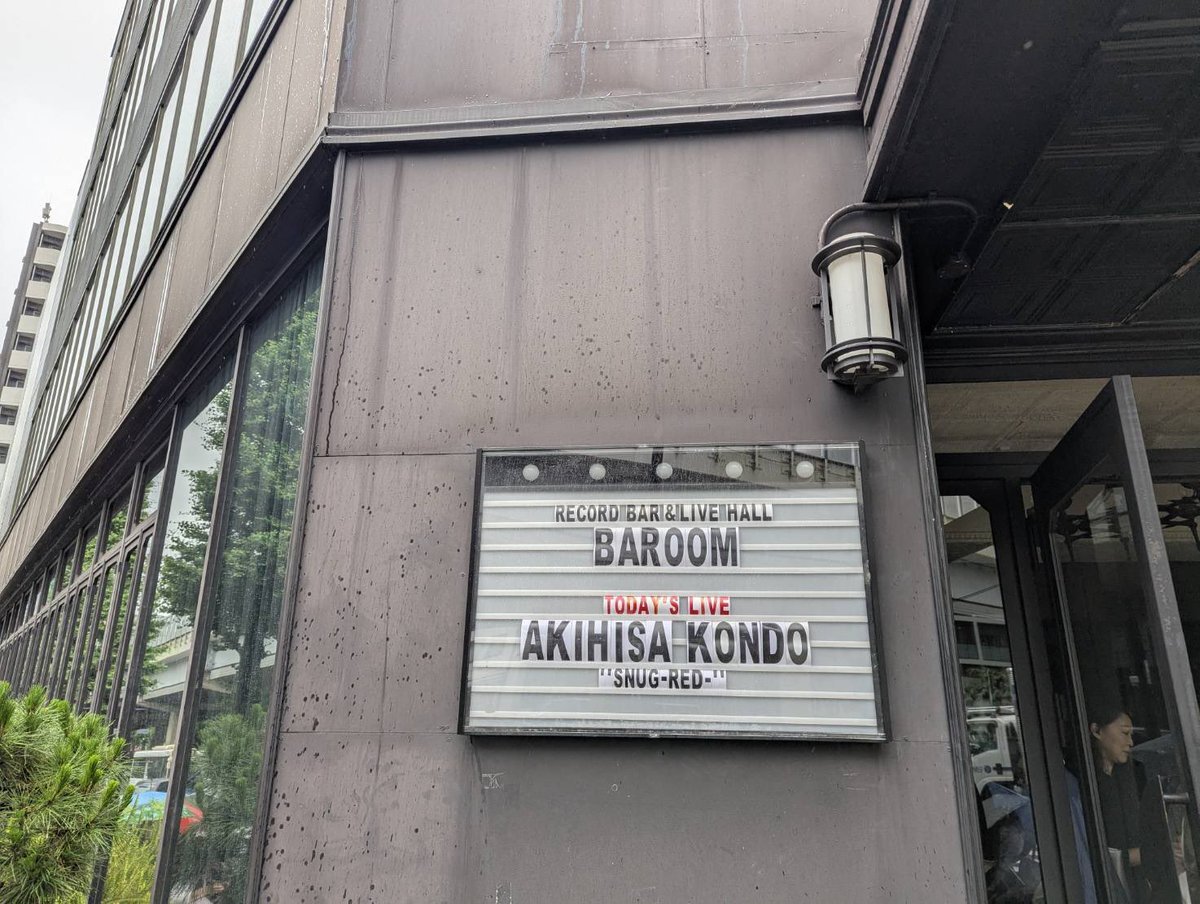 RECORD BAR & LIVE HALL
BAROOM
TODAY'S LIVE
AKIHISA KONDO
"SNUG-RED-"